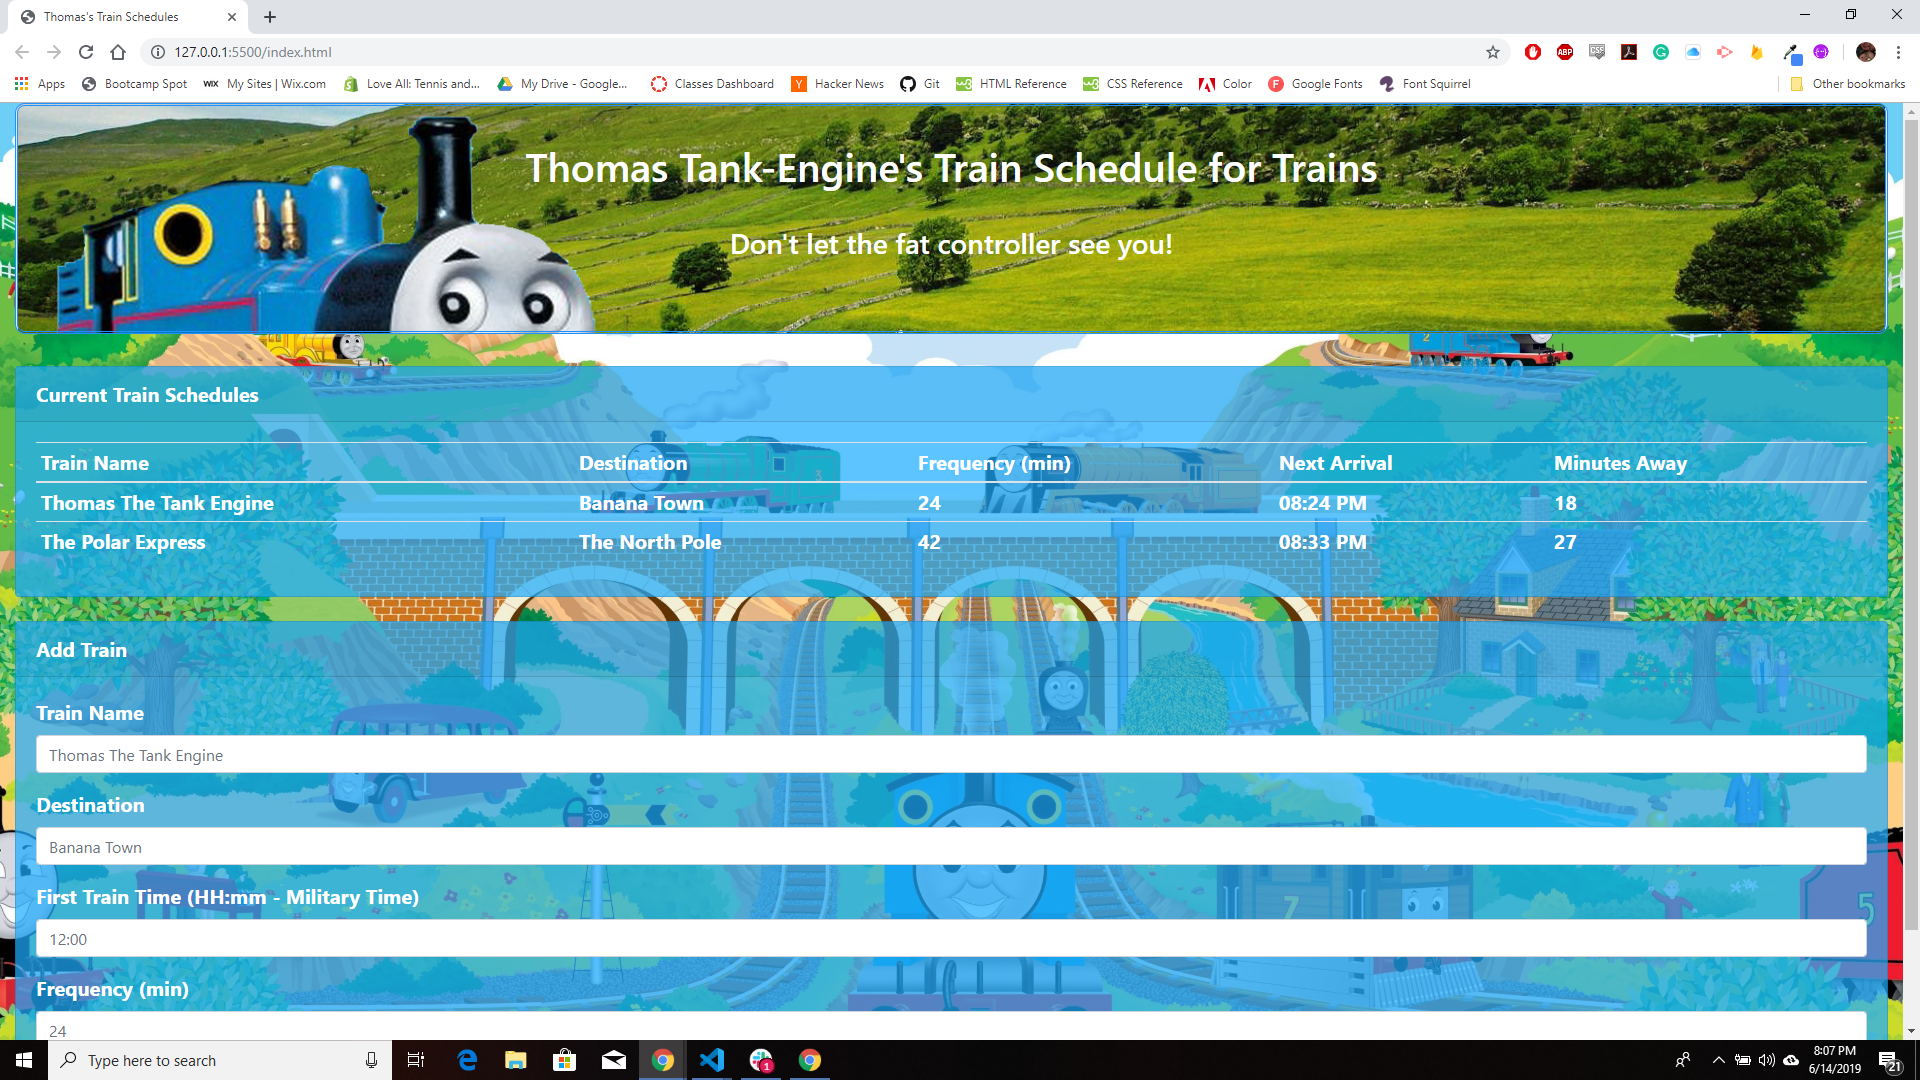 Thomas's Train Schedules
127.0.0.1:5500/index.html
Apps Bootcamp Spot WIX My Sites | Wix.com Love All: Tennis and... My Drive - Google... Classes Dashboard Y Hacker News Git HTML Reference CSS Reference Color F Google Fonts Font Squirrel Other bookmarks
Thomas Tank-Engine's Train Schedule for Trains
Don't let the fat controller see you!
Current Train Schedules
Train Name Destination Frequency (min) Next Arrival Minutes Away
Thomas The Tank Engine Banana Town 24 08:24 PM 18
The Polar Express The North Pole 42 08:33 PM 27
Add Train
Train Name
Thomas The Tank Engine
Destination
Banana Town
First Train Time (HH:mm - Military Time)
12:00
Frequency (min)
24
Type here to search
8:07 PM
6/14/2019
21